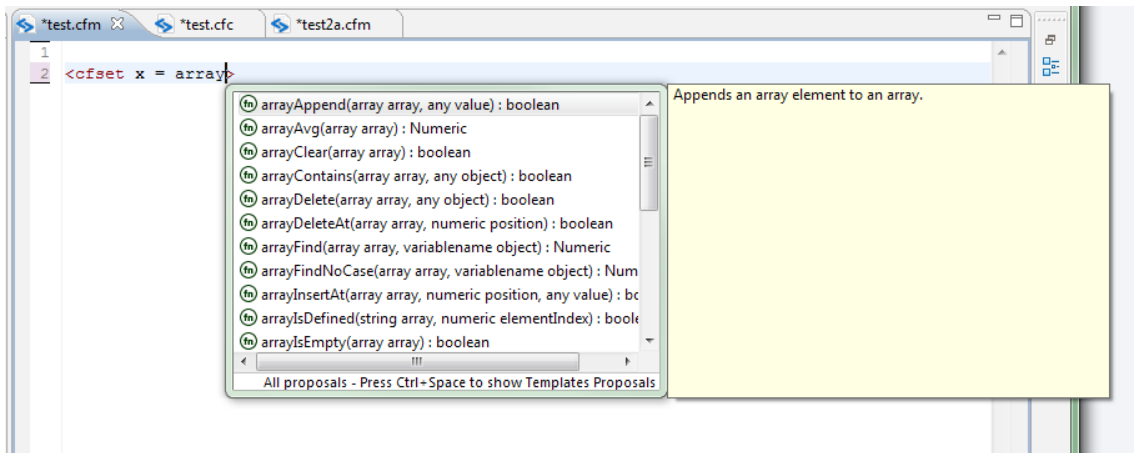 *test.cfm
*test.cfc
*test2a.cfm
1
2 <cfset x = array>
arrayAppend(array array, any value) : boolean
arrayAvg(array array) : Numeric
arrayClear(array array) : boolean
arrayContains(array array, any object) : boolean
arrayDelete(array array, any object) : boolean
arrayDeleteAt(array array, numeric position) : boolean
arrayFind(array array, variablename object) : Numeric
arrayFindNoCase(array array, variablename object) : Num
arrayInsertAt(array array, numeric position, any value) : bo
arrayIsDefined(string array, numeric elementIndex) : boole
arrayIsEmpty(array array) : boolean
All proposals - Press Ctrl+Space to show Templates Proposals
Appends an array element to an array.